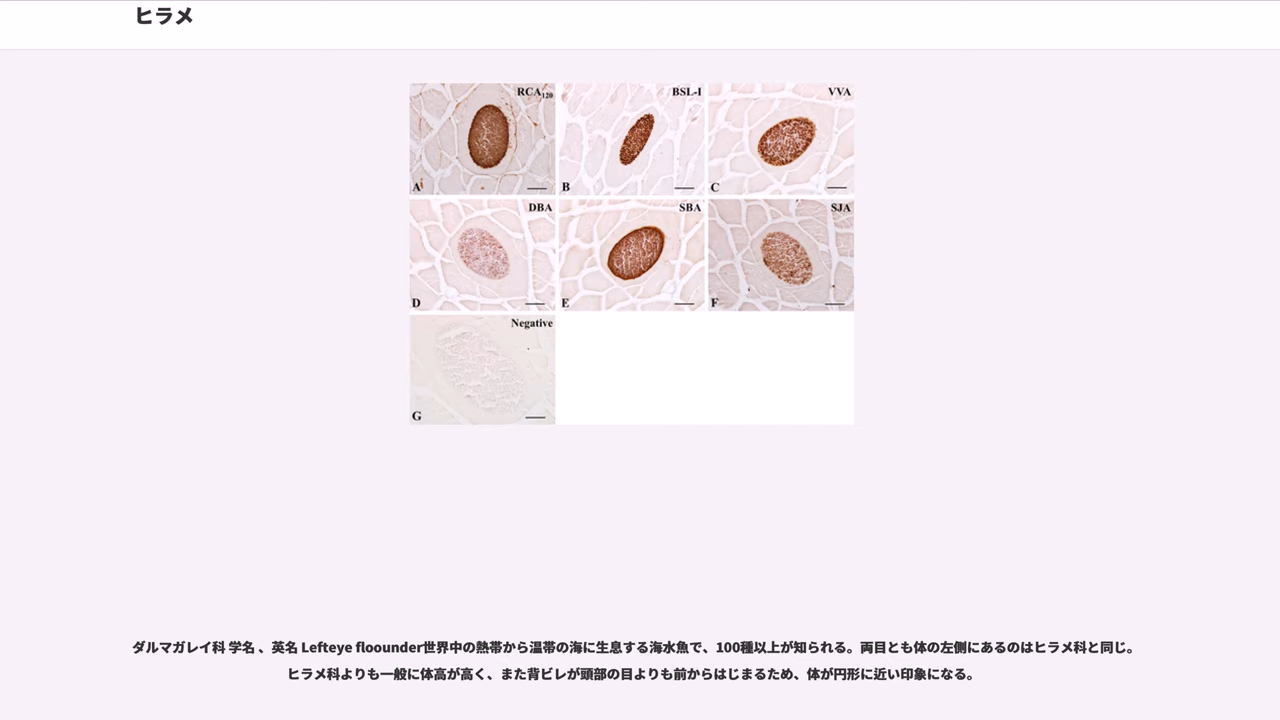 ヒラメ
RCA120
BSL-I
VVA
A
B
C
DBA
SBA
SJA
D
E
F
Negative
G
ダルマガレイ科 学名 、英名 Lefteye floounder世界中の熱帯から温帯の海に生息する海水魚で、100種以上が知られる。両目とも体の左側にあるのはヒラメ科と同じ。
ヒラメ科よりも一般に体高が高く、また背ビレが頭部の目よりも前からはじまるため、体が円形に近い印象になる。